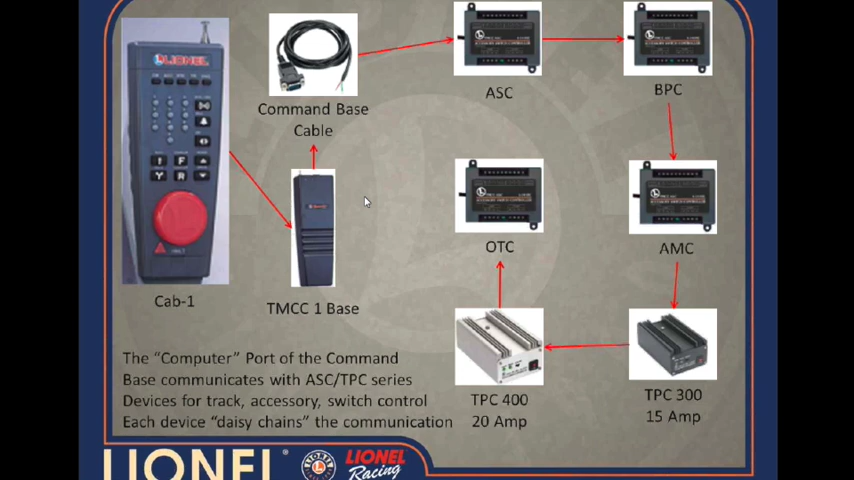 LIONEL
Command Base
Cable
ASC
BPC
OTC
AMC
Cab-1
TMCC 1 Base
TPC 400
20 Amp
TPC 300
15 Amp
The “Computer” Port of the Command
Base communicates with ASC/TPC series
Devices for track, accessory, switch control
Each device “daisy chains” the communication
LIONEL®
LIONEL
Racing